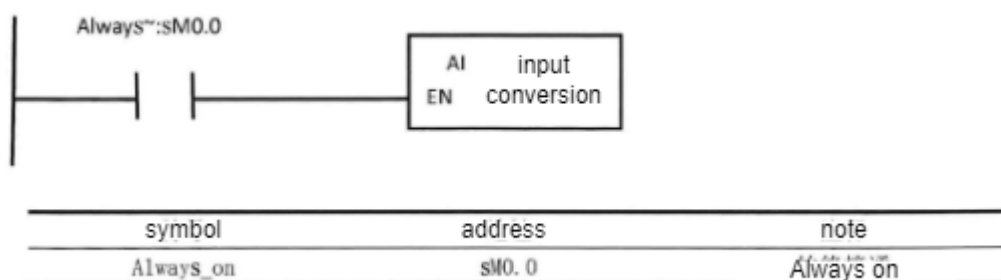 Always~:sM0.0
AI input
EN conversion
symbol address note
Always_on sM0.0 Always on